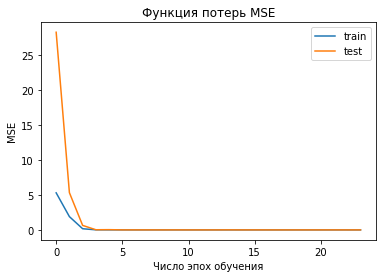 Функция потерь MSE
train
test
MSE
25
20
15
10
5
0
0
5
10
15
20
Число эпох обучения